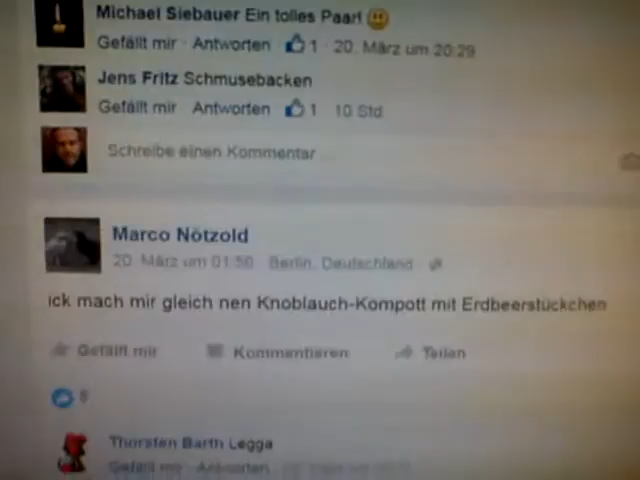 Michael Siebauer Ein tolles Paar!
Gefällt mir · Antworten · 1 · 20. März um 20:29
Jens Fritz Schmusebacken
Gefällt mir · Antworten · 1 · 10 Std
Schreibe einen Kommentar
Marco Nötzold
20. März um 01:50 · Berlin, Deutschland ·
ick mach mir gleich nen Knoblauch-Kompott mit Erdbeerstückchen
Gefällt mir Kommentieren Teilen
Thorsten Barth Legga
Gefällt mir · Antworten ·